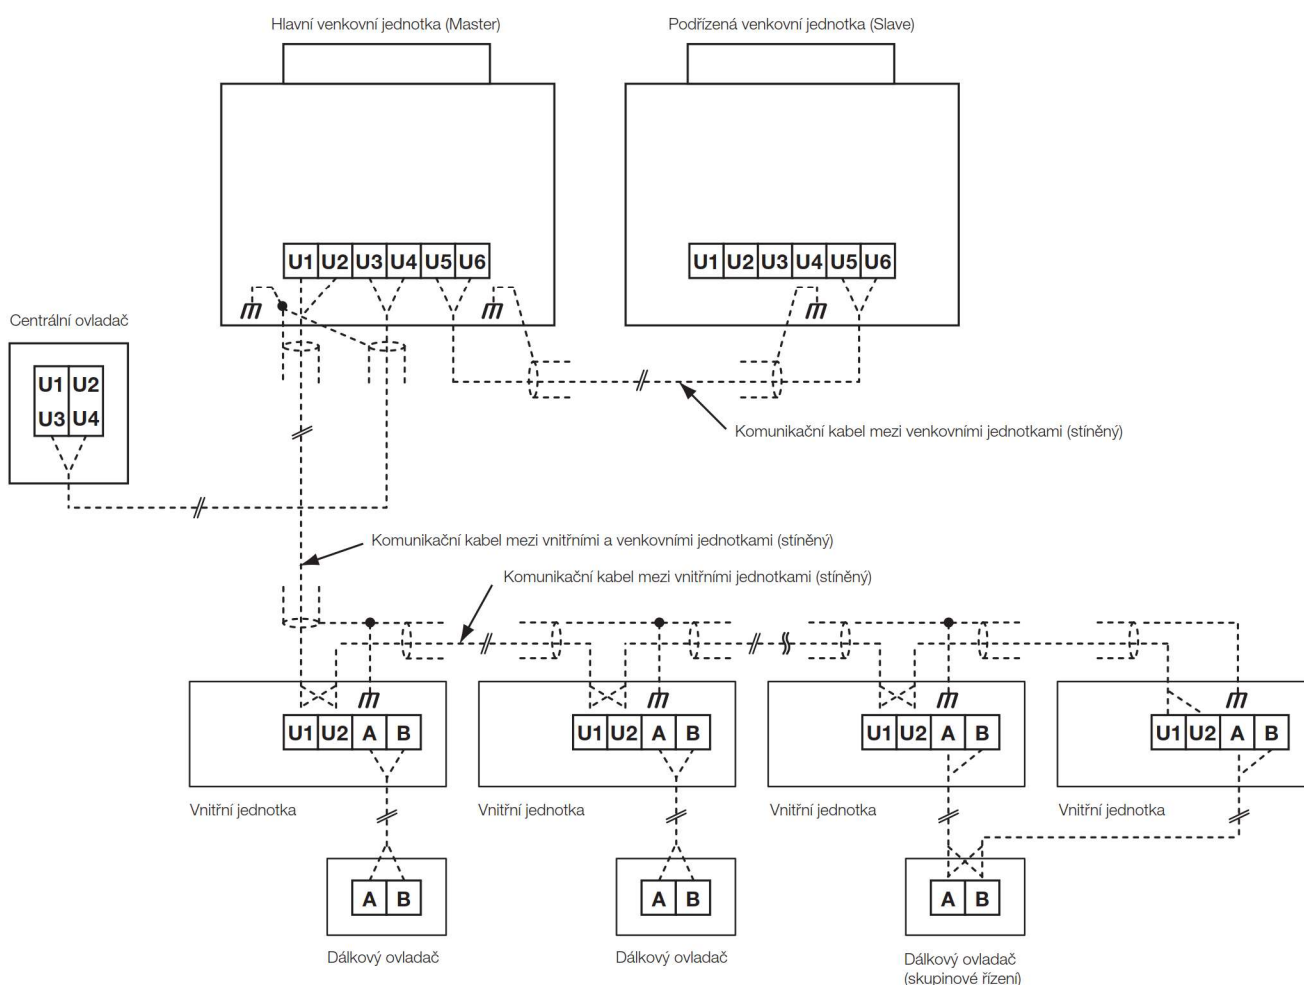 Hlavní venkovní jednotka (Master)
Podřízená venkovní jednotka (Slave)
U1 U2 U3 U4 U5 U6
U1 U2 U3 U4 U5 U6
Centrální ovladač
U1 U2
U3 U4
Komunikační kabel mezi venkovními jednotkami (stíněný)
Komunikační kabel mezi vnitřními a venkovními jednotkami (stíněný)
Komunikační kabel mezi vnitřními jednotkami (stíněný)
U1 U2 A B
U1 U2 A B
U1 U2 A B
U1 U2 A B
Vnitřní jednotka
Vnitřní jednotka
Vnitřní jednotka
Vnitřní jednotka
A B
A B
A B
Dálkový ovladač
Dálkový ovladač
Dálkový ovladač
(skupinové řízení)